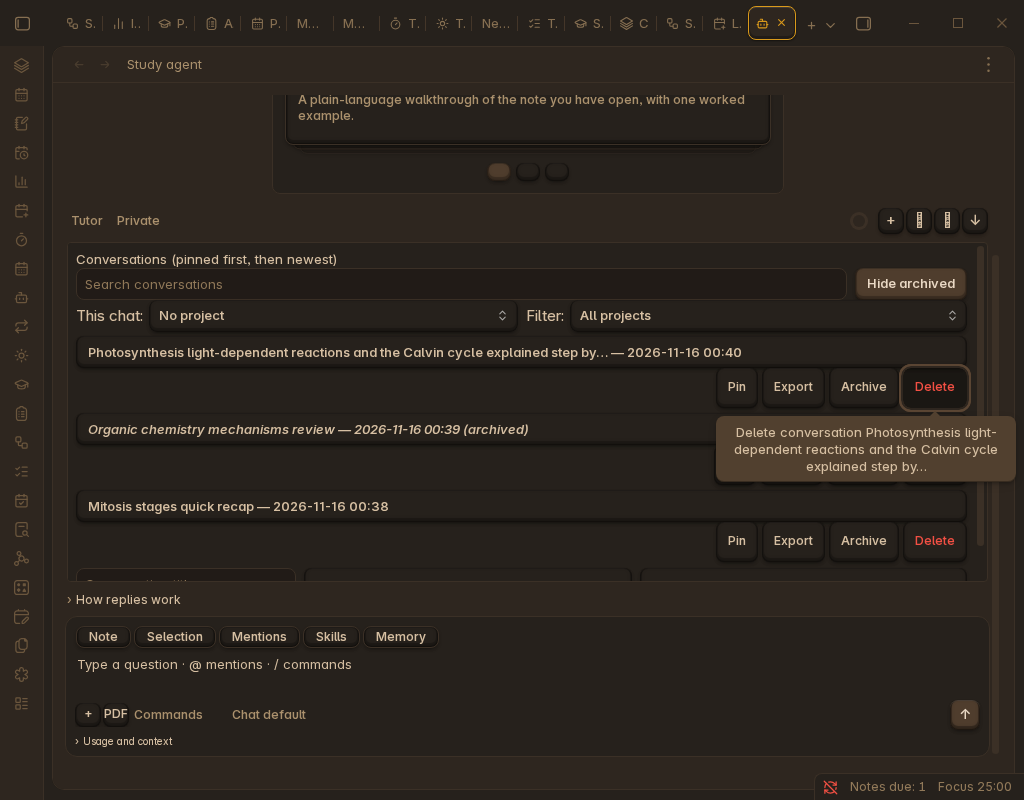 S. I.. P. A P. M... M... T. T. Ne... T. S. C S. L.
Study agent
A plain-language walkthrough of the note you have open, with one worked
example.
Tutor Private
Conversations (pinned first, then newest)
Search conversations
Hide archived
This chat: No project Filter: All projects
Photosynthesis light-dependent reactions and the Calvin cycle explained step by… — 2026-11-16 00:40
Pin Export Archive Delete
Organic chemistry mechanisms review — 2026-11-16 00:39 (archived)
Delete conversation Photosynthesis light-
dependent reactions and the Calvin cycle
explained step by…
Mitosis stages quick recap — 2026-11-16 00:38
Pin Export Archive Delete
› How replies work
Note Selection Mentions Skills Memory
Type a question · @ mentions · / commands
+ PDF Commands Chat default
› Usage and context
Notes due: 1 Focus 25:00